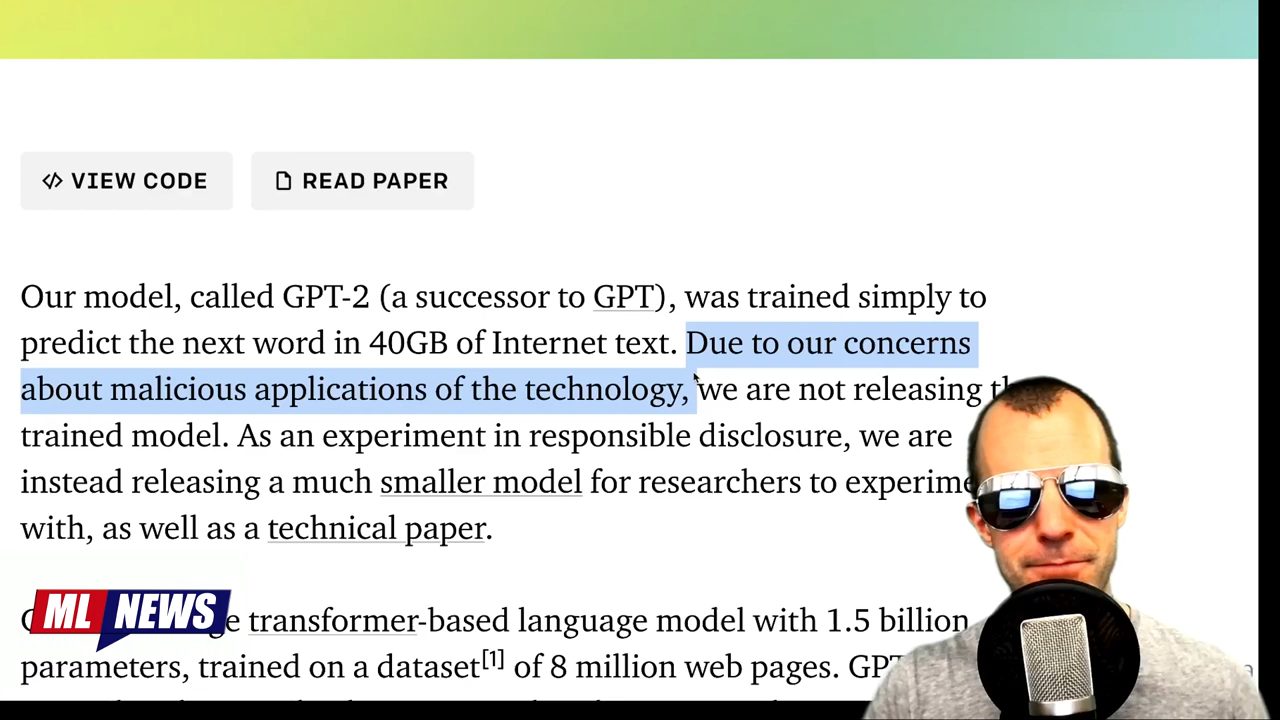 VIEW CODE
READ PAPER
Our model, called GPT-2 (a successor to GPT), was trained simply to
predict the next word in 40GB of Internet text. Due to our concerns
about malicious applications of the technology, we are not releasing
trained model. As an experiment in responsible disclosure, we are
instead releasing a much smaller model for researchers to
with, as well as a technical paper.
ML NEWS
transformer-based language model with 1.5 billion
parameters, trained on a dataset[1] of 8 million web pages.